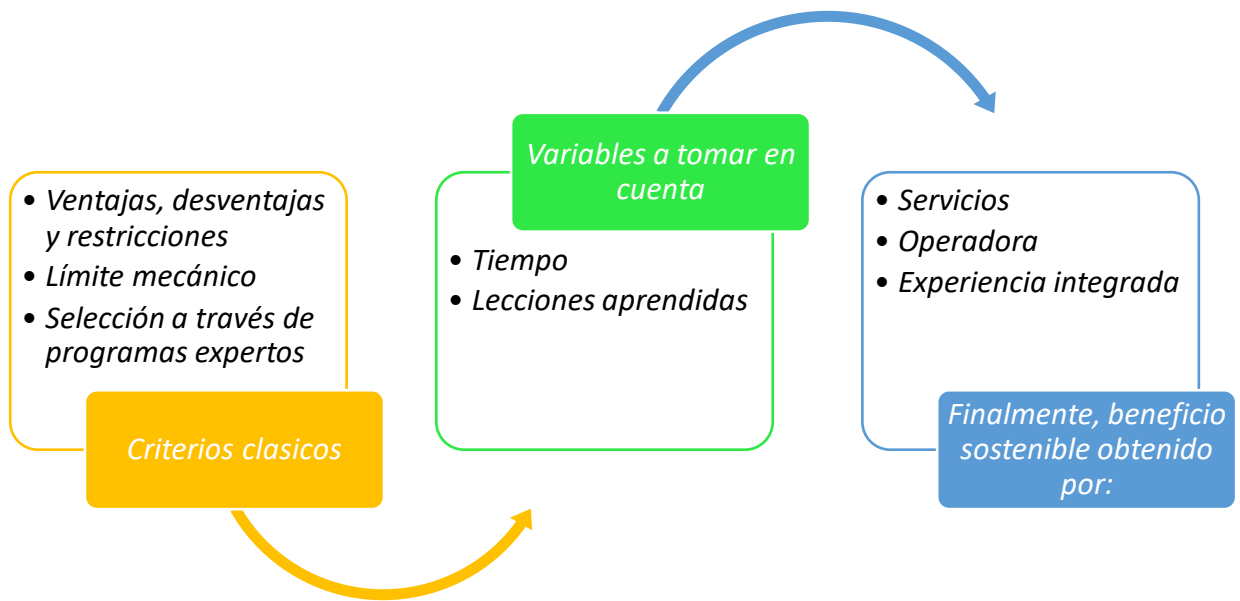 • Ventajas, desventajas
y restricciones
• Límite mecánico
• Selección a través de
programas expertos
Criterios clasicos
Variables a tomar en
cuenta
• Tiempo
• Lecciones aprendidas
• Servicios
• Operadora
• Experiencia integrada
Finalmente, beneficio
sostenible obtenido
por: